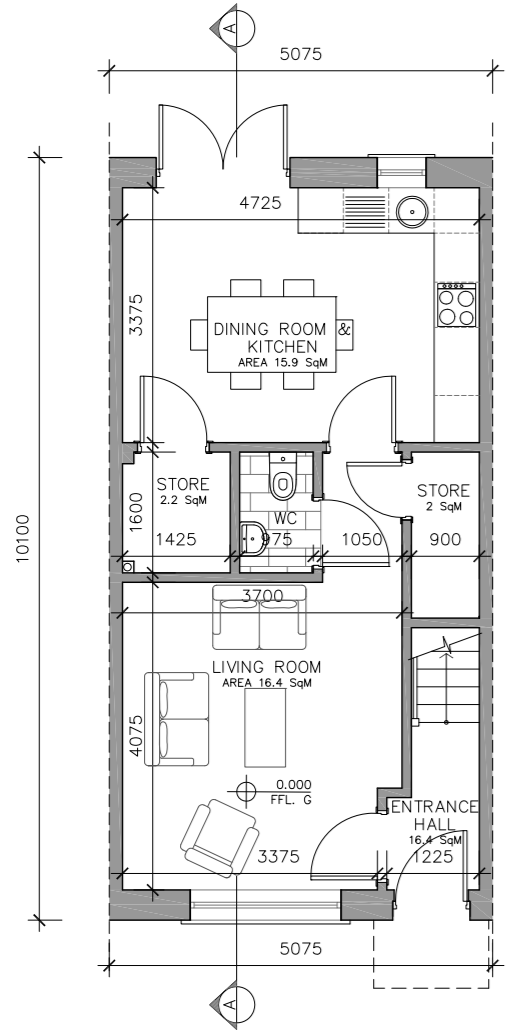 A
5075
4725
3375
DINING ROOM &
KITCHEN
AREA 15.9 SqM
10100
STORE
2.2 SqM
1600
1425
WC
975
1050
STORE
2 SqM
900
3700
LIVING ROOM
AREA 16.4 SqM
4075
0.000
FFL. G
ENTRANCE
HALL
16.4 SqM
3375
1225
5075
A